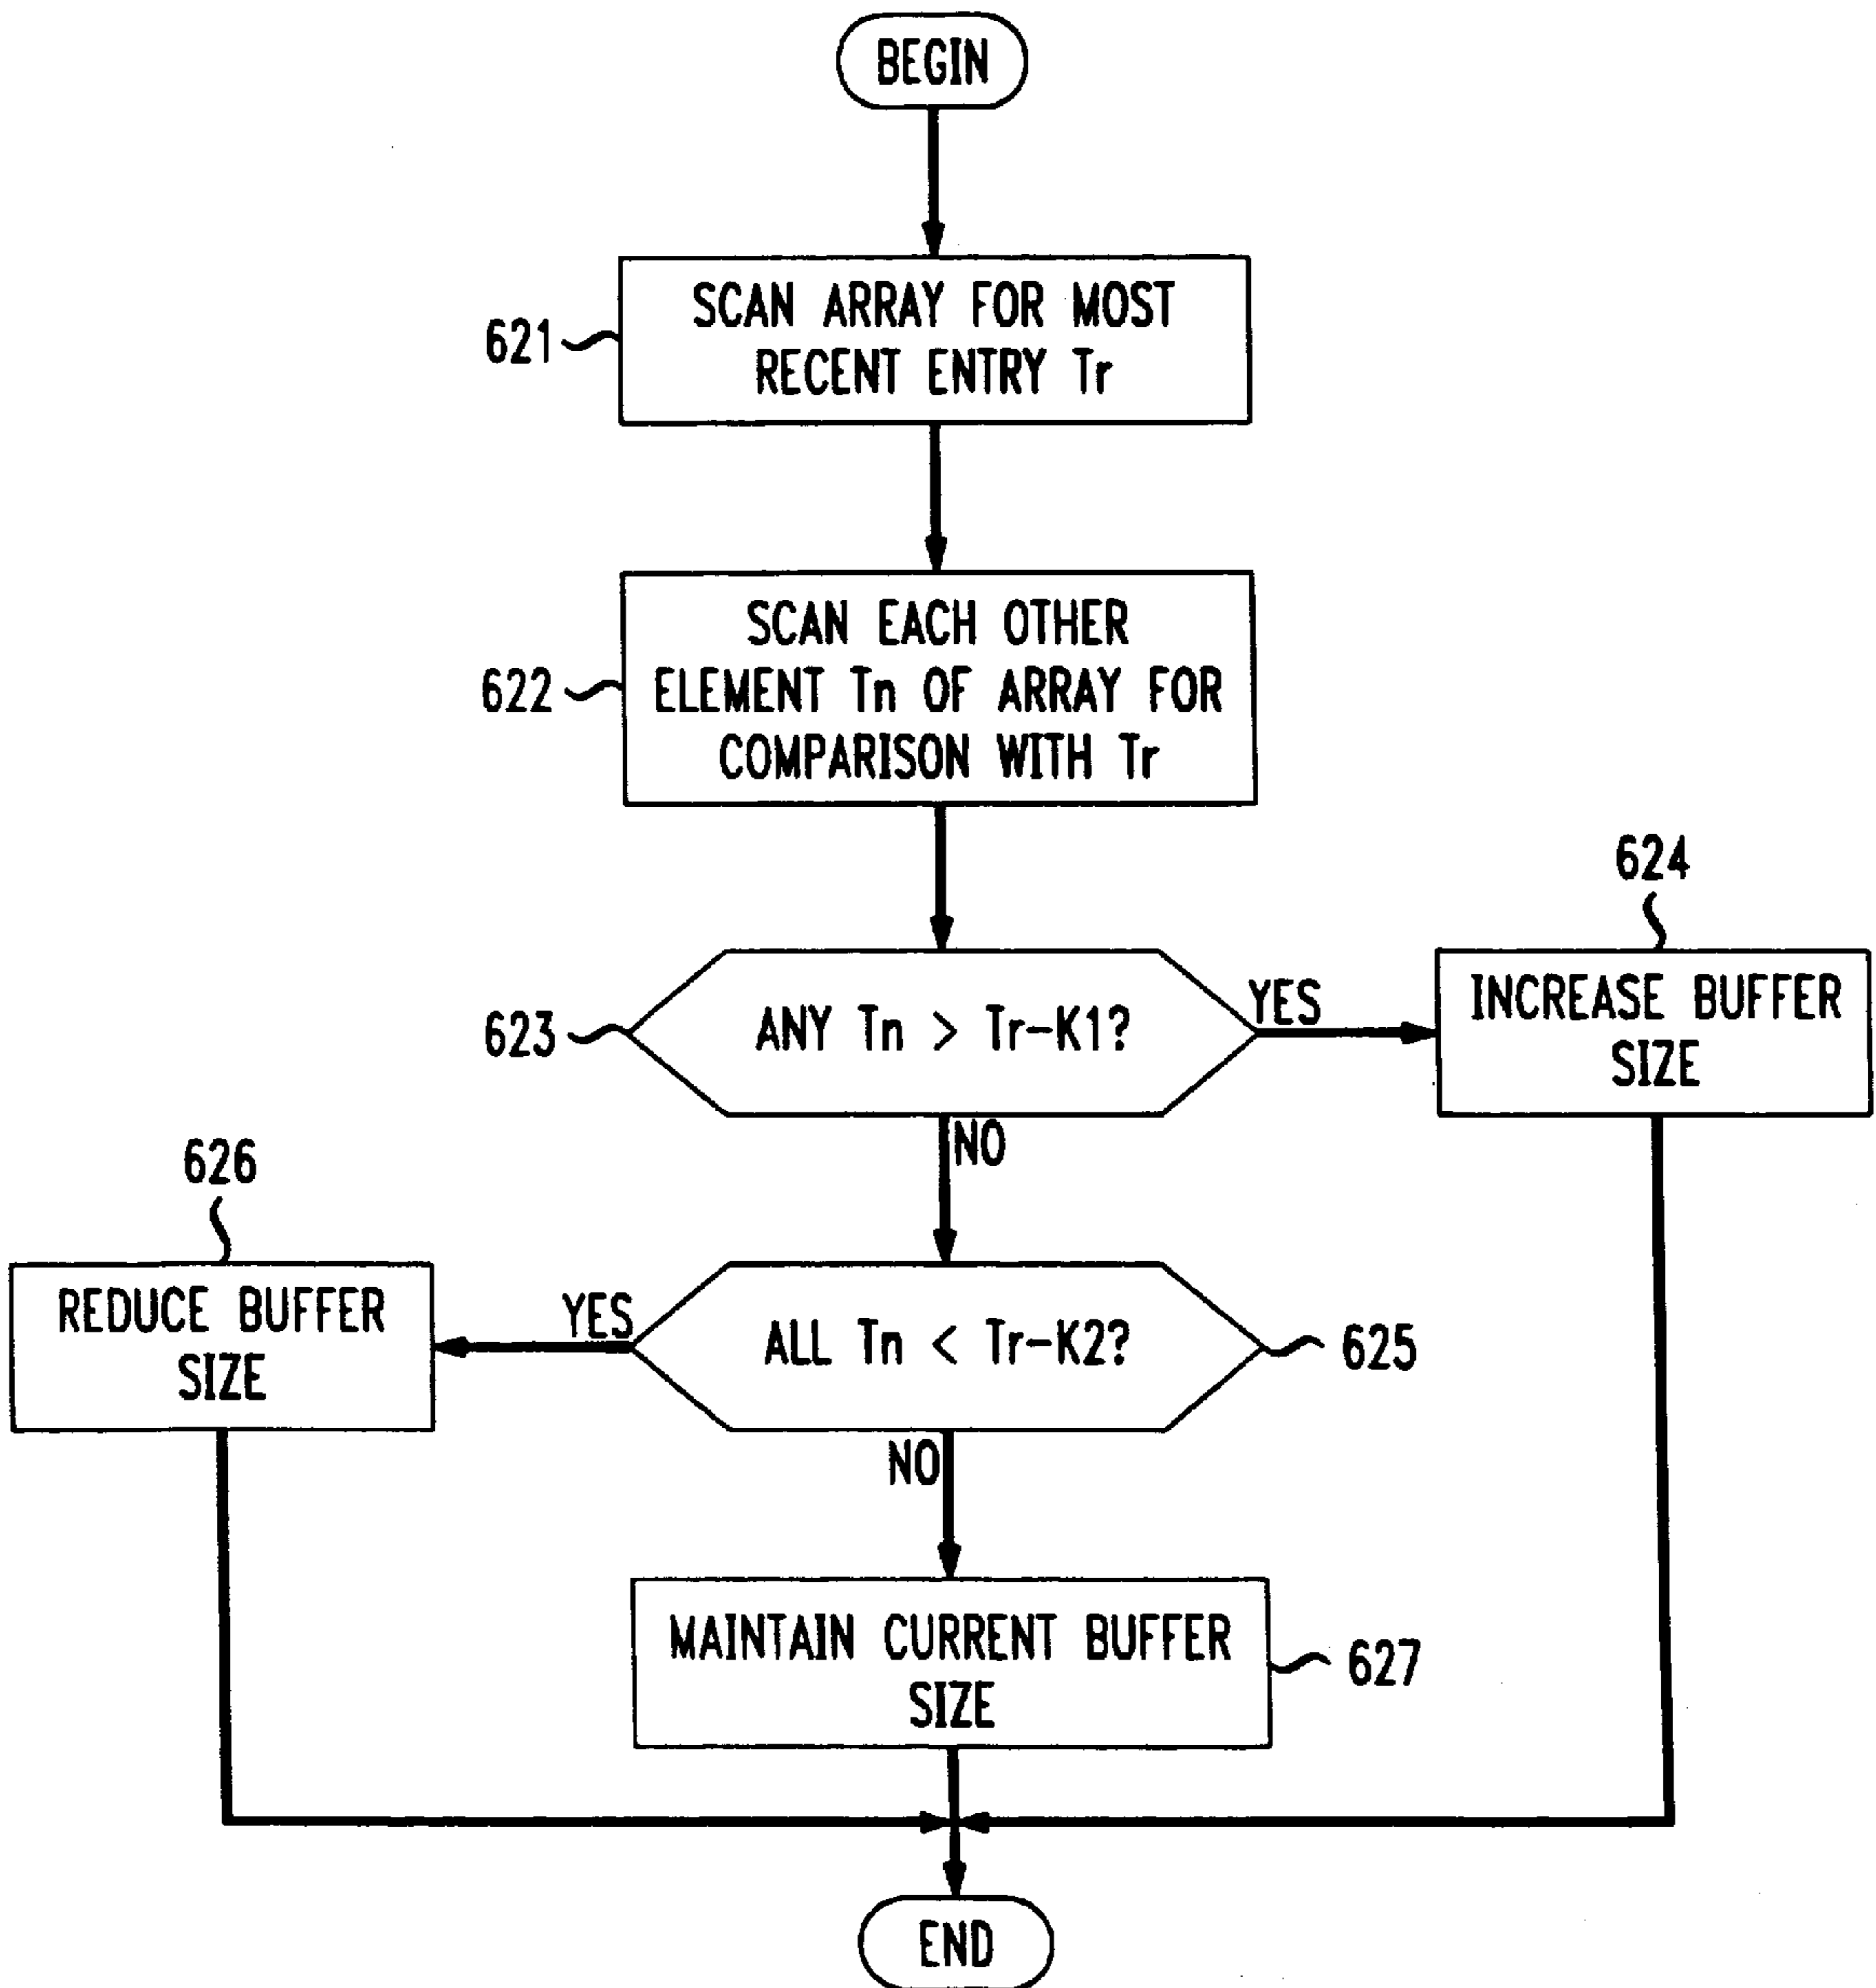 BEGIN
621
SCAN ARRAY FOR MOST
RECENT ENTRY Tr
622
SCAN EACH OTHER
ELEMENT Tn OF ARRAY FOR
COMPARISON WITH Tr
623
ANY Tn > Tr-K1?
YES
624
INCREASE BUFFER
SIZE
NO
626
REDUCE BUFFER
SIZE
YES
ALL Tn < Tr-K2?
625
NO
MAINTAIN CURRENT BUFFER
SIZE
627
END